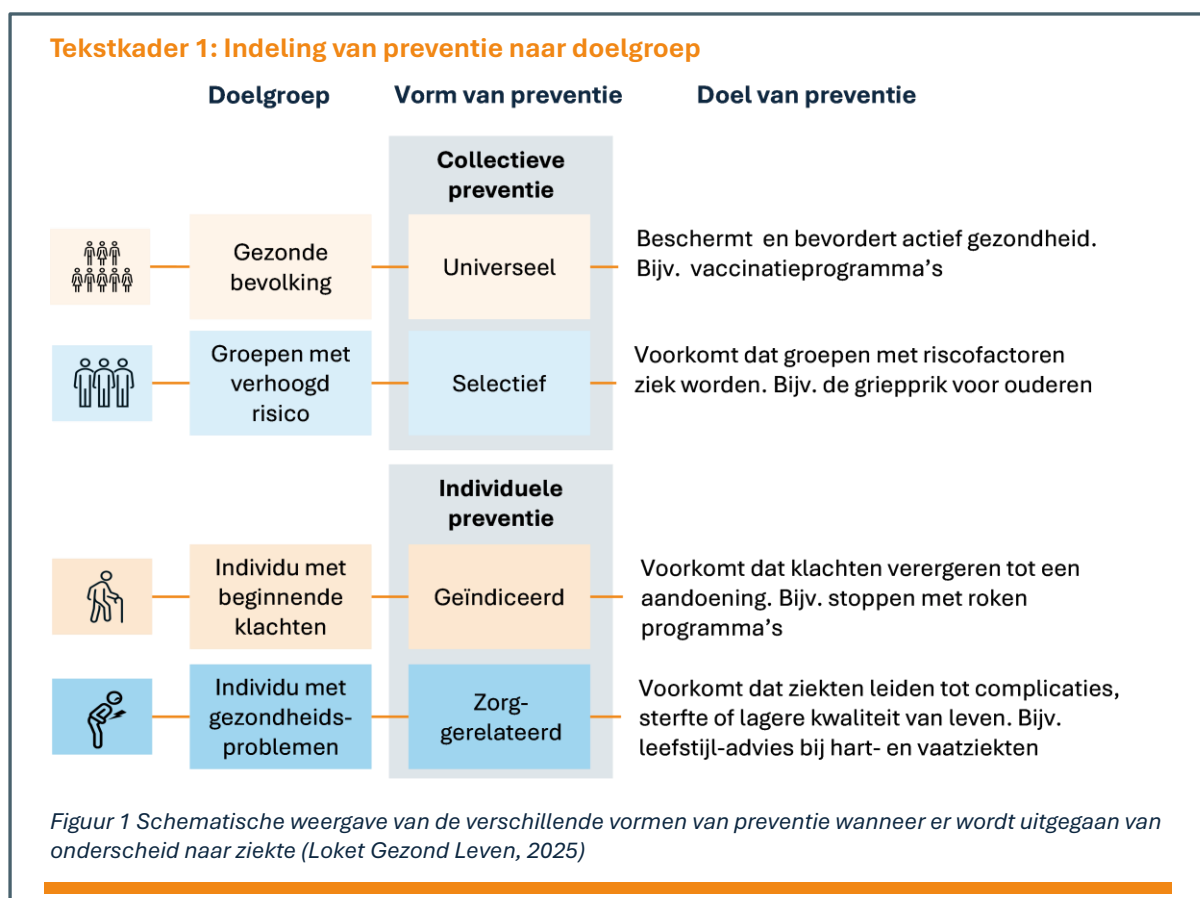 Tekstkader 1: Indeling van preventie naar doelgroep
Doelgroep
Vorm van preventie
Doel van preventie
Collectieve
preventie
Gezonde
bevolking
Universeel
Beschermt en bevordert actief gezondheid.
Bijv. vaccinatieprogramma's
Groepen met
verhoogd
risico
Selectief
Voorkomt dat groepen met riscofactoren
ziek worden. Bijv. de griepprik voor ouderen
Individuele
preventie
Individu met
beginnende
klachten
Geïndiceerd
Voorkomt dat klachten verergeren tot een
aandoening. Bijv. stoppen met roken
programma's
Individu met
gezondheids-
problemen
Zorg-
gerelateerd
Voorkomt dat ziekten leiden tot complicaties,
sterfte of lagere kwaliteit van leven. Bijv.
leefstijl-advies bij hart- en vaatziekten
Figuur 1 Schematische weergave van de verschillende vormen van preventie wanneer er wordt uitgegaan van
onderscheid naar ziekte (Loket Gezond Leven, 2025)